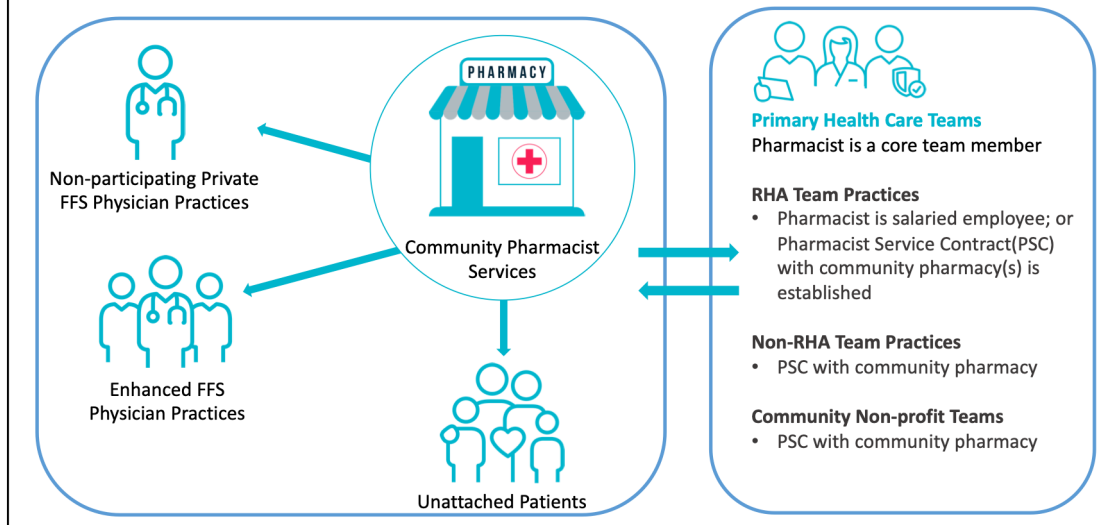 PHARMACY
Non-participating Private
FFS Physician Practices
Community Pharmacist
Services
Enhanced FFS
Physician Practices
Unattached Patients
Primary Health Care Teams
Pharmacist is a core team member
RHA Team Practices
• Pharmacist is salaried employee; or
Pharmacist Service Contract(PSC)
with community pharmacy(s) is
established
Non-RHA Team Practices
• PSC with community pharmacy
Community Non-profit Teams
• PSC with community pharmacy